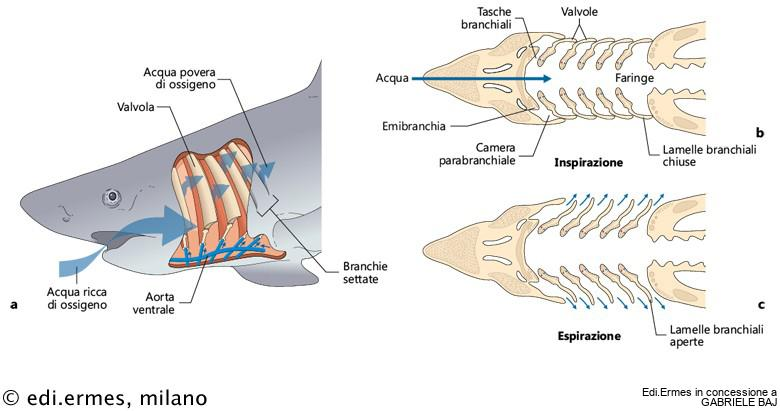 Acqua povera
di ossigeno
Valvola
Acqua ricca
di ossigeno
Aorta
ventrale
Branchie
settate
a
Tasche
branchiali
Valvole
Acqua
Faringe
Emibranchia
Camera
parabranchiale
Inspirazione
Lamelle branchiali
chiuse
b
Espirazione
Lamelle branchiali
aperte
c
© edi.ermes, milano
Edi.Ermes in concessione a
GABRIELE BAJ